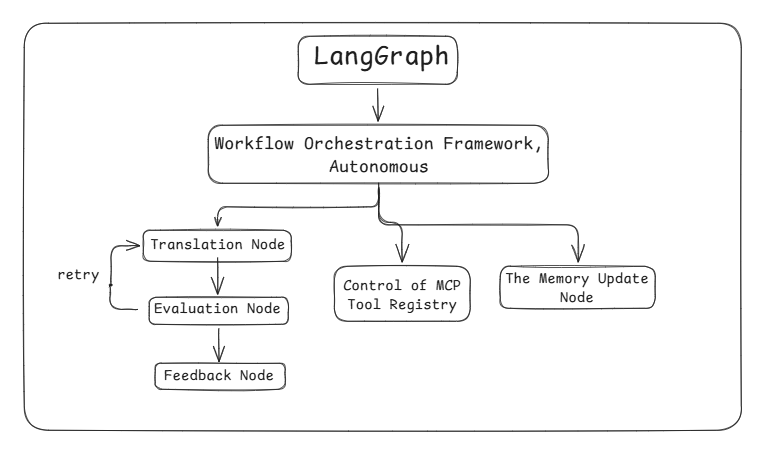 LangGraph
Workflow Orchestration Framework,
Autonomous
Translation Node
retry
Evaluation Node
Feedback Node
Control of MCP
Tool Registry
The Memory Update
Node